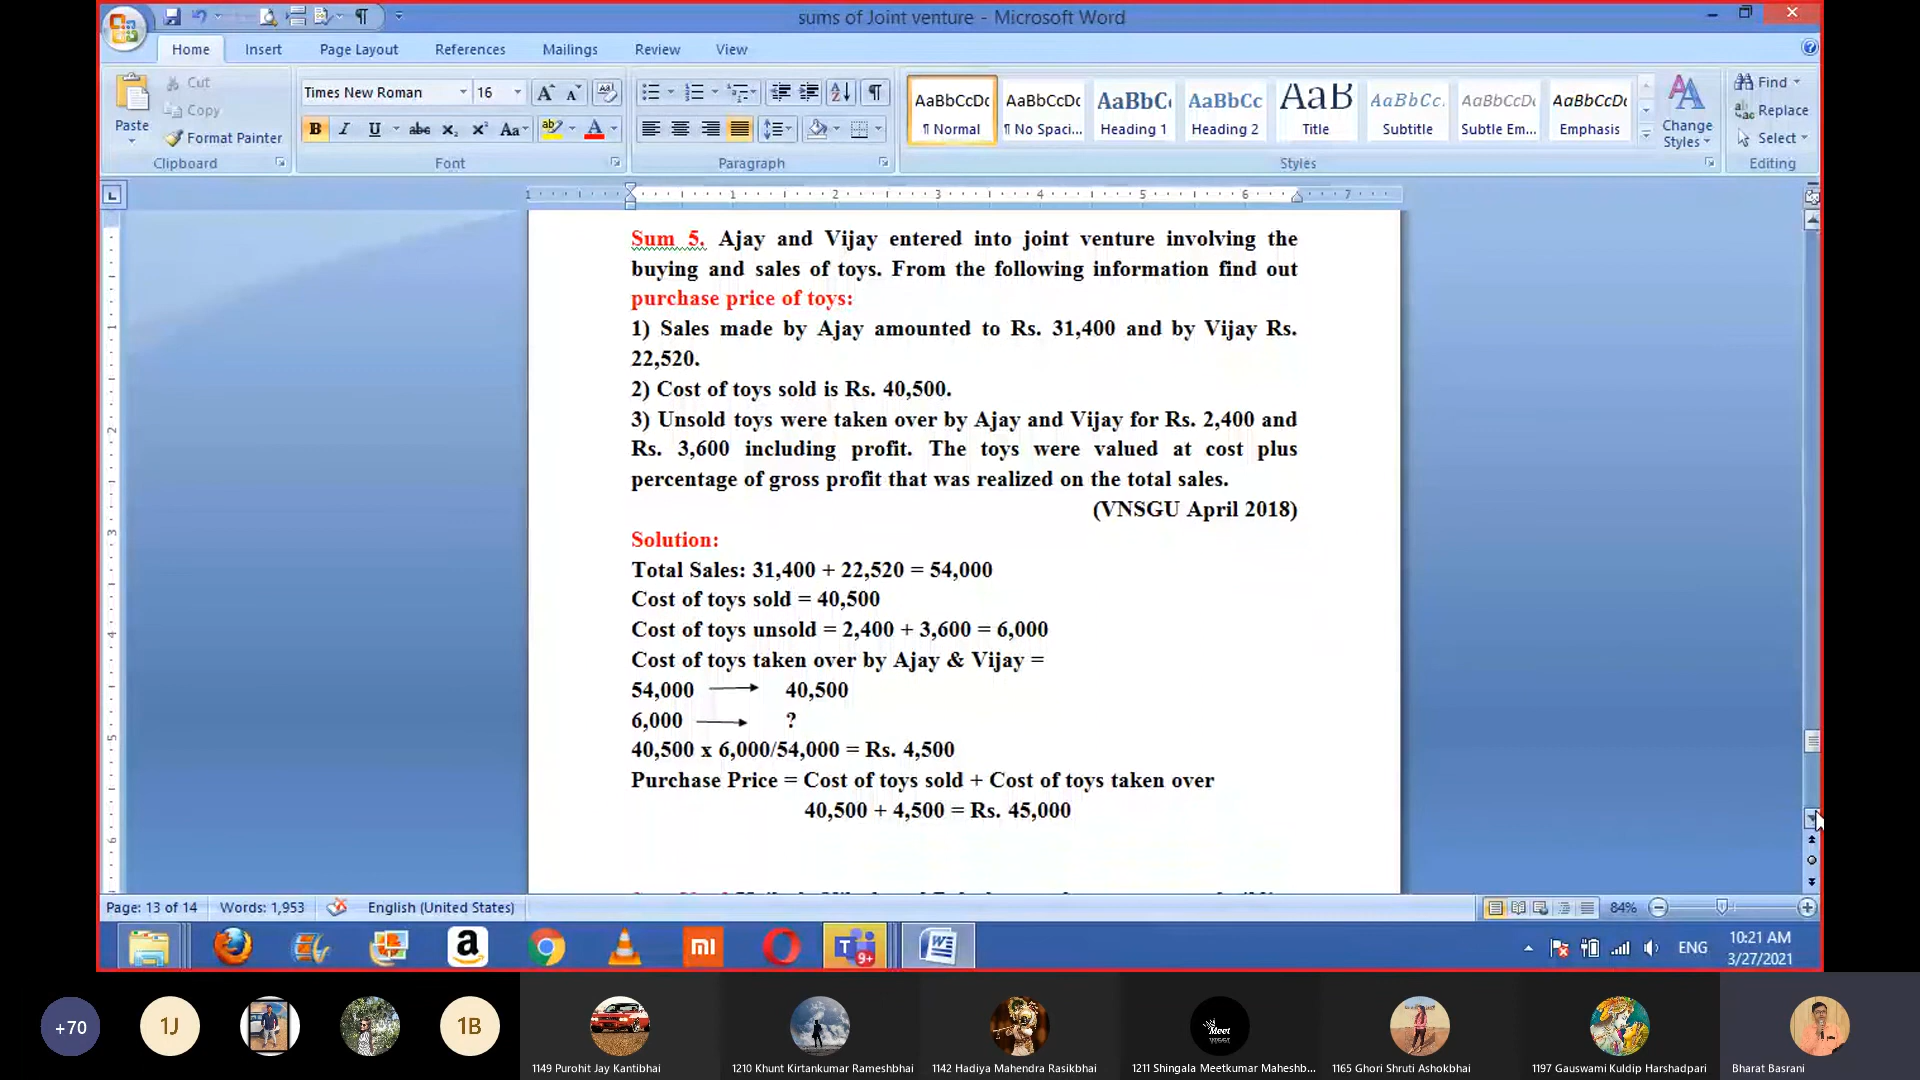 sums of Joint venture - Microsoft Word
Home Insert Page Layout References Mailings Review View
Paste
Cut
Copy
Format Painter
Clipboard
Times New Roman 16
Font
Paragraph
AaBbCcDc AaBbCcDc AaBbC AaBbCc AaB AaBbCc. AaBbCcDc AaBbCcDc
¶ Normal ¶ No Spaci... Heading 1 Heading 2 Title Subtitle Subtle Em... Emphasis
Styles
Change Styles
Find
Replace
Select
Editing
Sum 5. Ajay and Vijay entered into joint venture involving the
buying and sales of toys. From the following information find out
purchase price of toys:
1) Sales made by Ajay amounted to Rs. 31,400 and by Vijay Rs.
22,520.
2) Cost of toys sold is Rs. 40,500.
3) Unsold toys were taken over by Ajay and Vijay for Rs. 2,400 and
Rs. 3,600 including profit. The toys were valued at cost plus
percentage of gross profit that was realized on the total sales.
(VNSGU April 2018)
Solution:
Total Sales: 31,400 + 22,520 = 54,000
Cost of toys sold = 40,500
Cost of toys unsold = 2,400 + 3,600 = 6,000
Cost of toys taken over by Ajay & Vijay =
54,000 → 40,500
6,000 → ?
40,500 x 6,000/54,000 = Rs. 4,500
Purchase Price = Cost of toys sold + Cost of toys taken over
40,500 + 4,500 = Rs. 45,000
Page: 13 of 14 Words: 1,953 English (United States) 84%
ENG
10:21 AM
3/27/2021
+70 1J 1B
1149 Purohit Jay Kantibhai
1210 Khunt Kirtankumar Rameshbhai
1142 Hadiya Mahendra Rasikbhai
1211 Shingala Meetkumar Maheshb...
1165 Ghori Shruti Ashokbhai
1197 Gauswami Kuldip Harshadpari
Bharat Basrani